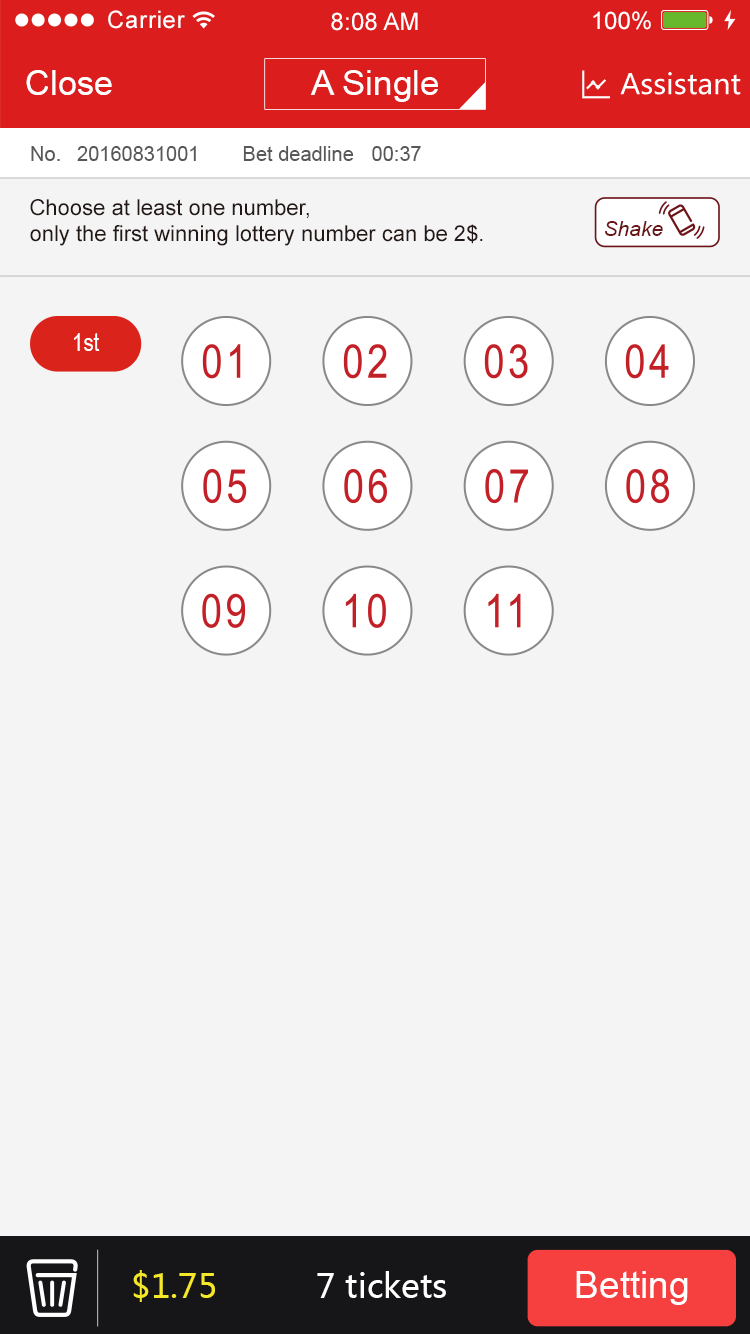 Carrier 8:08 AM 100%
Close A Single Assistant
No. 20160831001 Bet deadline 00:37
Choose at least one number,
only the first winning lottery number can be 2$.
Shake
1st 01 02 03 04
05 06 07 08
09 10 11
$1.75 7 tickets Betting